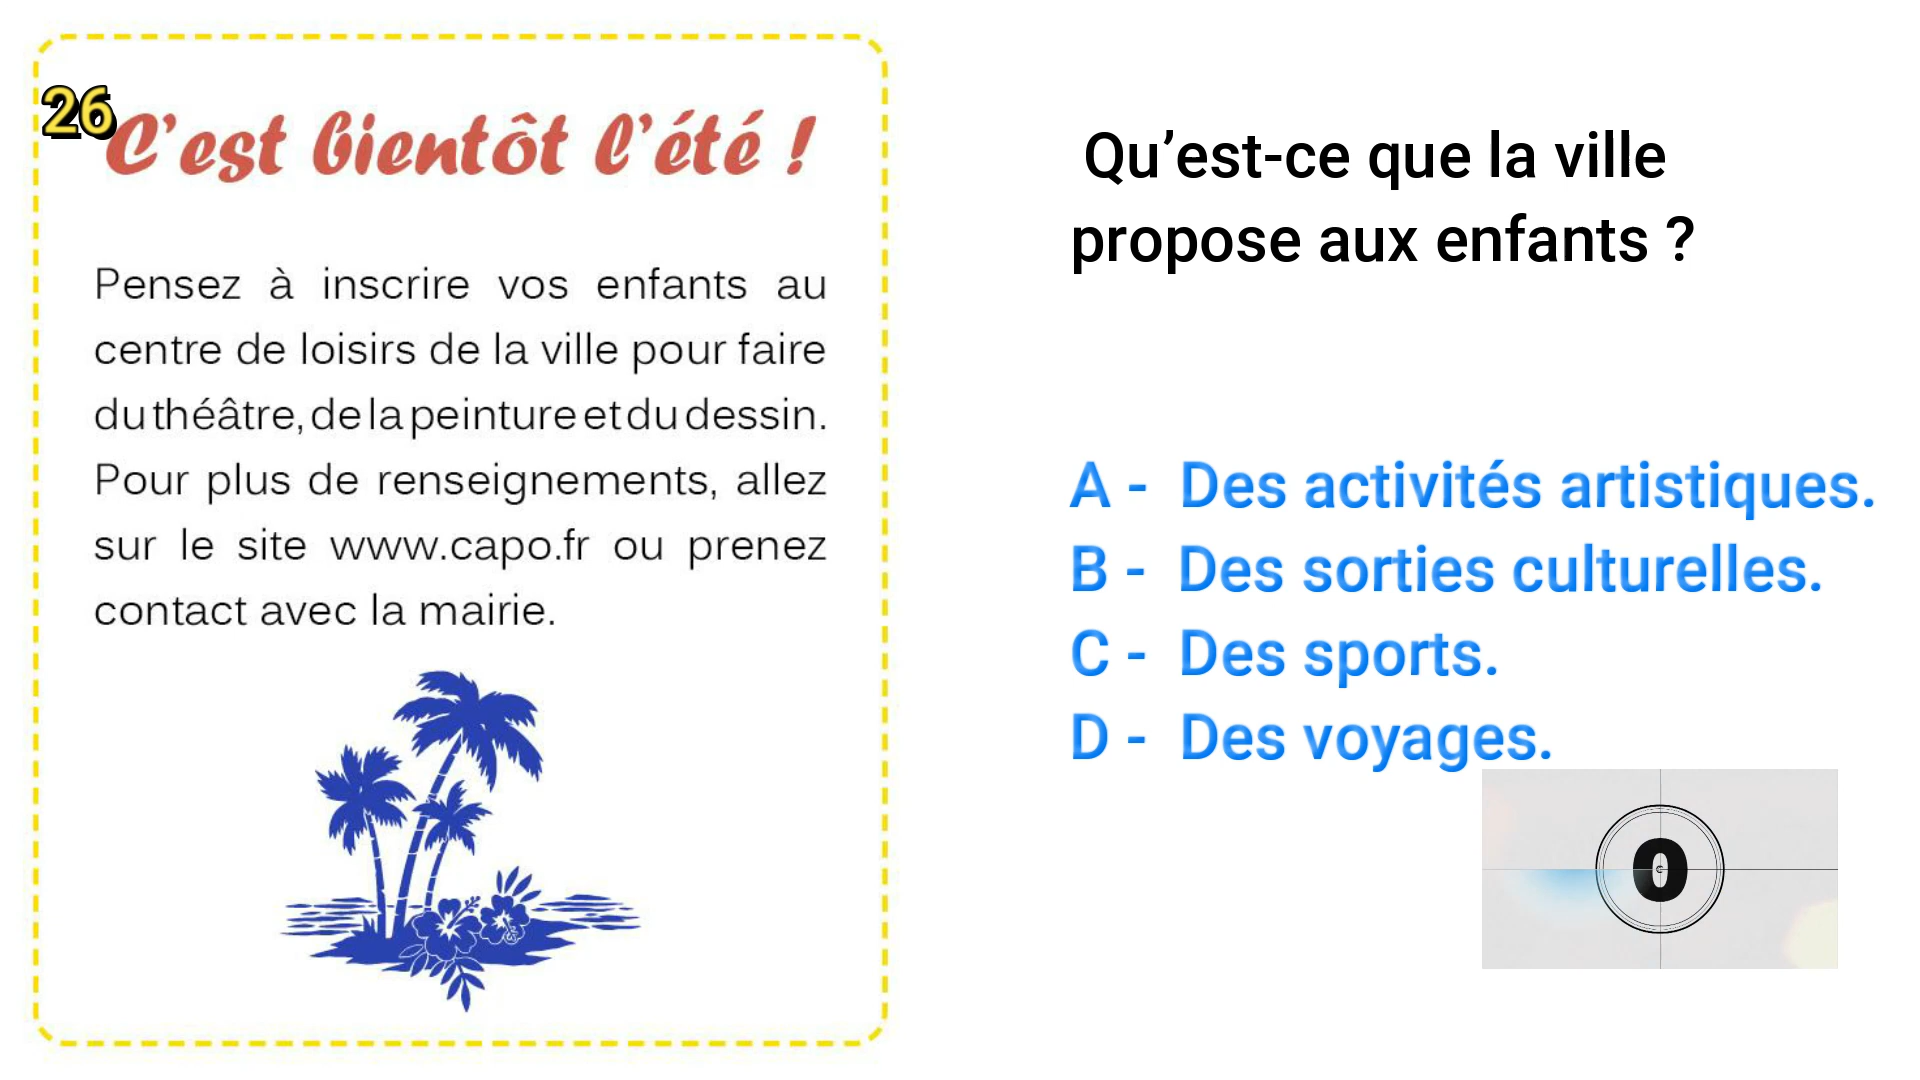 26
C'est bientôt l'été !
Pensez à inscrire vos enfants au
centre de loisirs de la ville pour faire
du théâtre, de la peinture et du dessin.
Pour plus de renseignements, allez
sur le site www.capo.fr ou prenez
contact avec la mairie.
Qu'est-ce que la ville
propose aux enfants ?
A - Des activités artistiques.
B - Des sorties culturelles.
C - Des sports.
D - Des voyages.
0